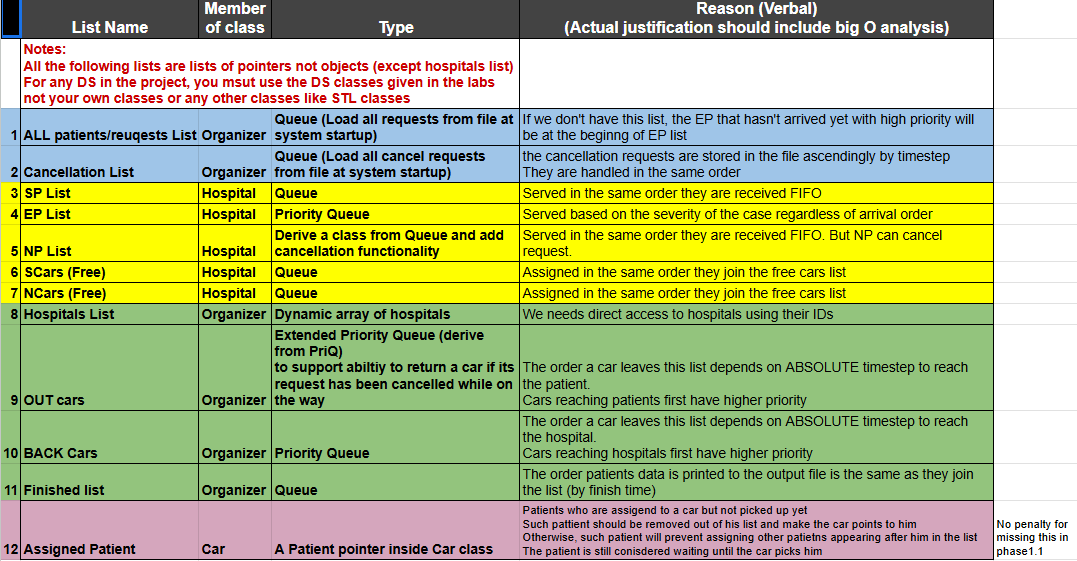 List Name Member of class Type Reason (Verbal)
(Actual justification should include big O analysis)
Notes:
All the following lists are lists of pointers not objects (except hospitals list)
For any DS in the project, you msut use the DS classes given in the labs
not your own classes or any other classes like STL classes
1 ALL patients/reuqests List Organizer Queue (Load all requests from file at
system startup)
If we don't have this list, the EP that hasn't arrived yet with high priority will
be at the beginng of EP list
2 Cancellation List Organizer Queue (Load all cancel requests
from file at system startup)
the cancellation requests are stored in the file ascendingly by timestep
They are handled in the same order
3 SP List Hospital Queue Served in the same order they are received FIFO
4 EP List Hospital Priority Queue Served based on the severity of the case regardless of arrival order
5 NP List Hospital Derive a class from Queue and add
cancellation functionality
Served in the same order they are received FIFO. But NP can cancel
request.
6 SCars (Free) Hospital Queue Assigned in the same order they join the free cars list
7 NCars (Free) Hospital Queue Assigned in the same order they join the free cars list
8 Hospitals List Organizer Dynamic array of hospitals We needs direct access to hospitals using their IDs
9 OUT cars Organizer Extended Priority Queue (derive
from PriQ)
to support abiltiy to return a car if its
request has been cancelled while on
the way
The order a car leaves this list depends on ABSOLUTE timestep to reach
the patient.
Cars reaching patients first have higher priority
10 BACK Cars Organizer Priority Queue The order a car leaves this list depends on ABSOLUTE timestep to reach
the hospital.
Cars reaching hospitals first have higher priority
11 Finished list Organizer Queue The order patients data is printed to the output file is the same as they join
the list (by finish time)
12 Assigned Patient Car A Patient pointer inside Car class Patients who are assigend to a car but not picked up yet
Such patient should be removed out of his list and make the car points to him
Otherwise, such patient will prevent assigning other patietns appearing after him in the list
The patient is still conisdered waiting until the car picks him
No penalty for
missing this in
phase1.1